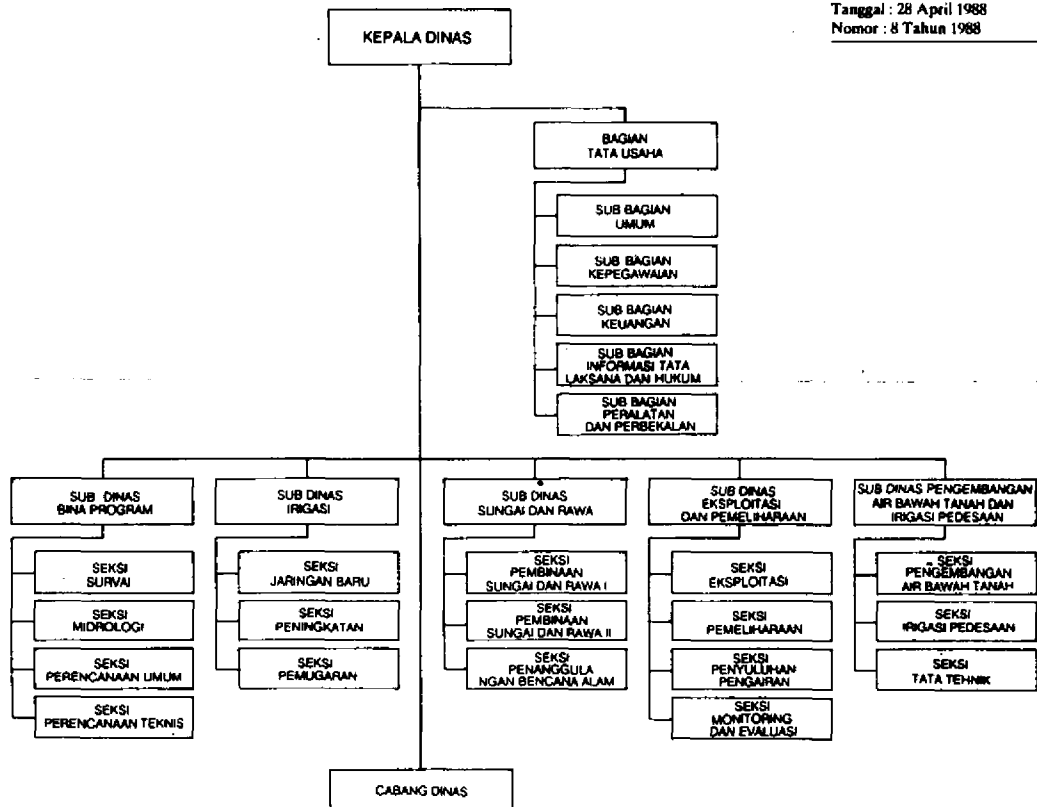 Tanggal : 28 April 1988
Nomor : 8 Tahun 1988
KEPALA DINAS
BAGIAN
TATA USAHA
SUB BAGIAN
UMUM
SUB BAGIAN
KEPEGAWAIAN
SUB BAGIAN
KEUANGAN
SUB BAGIAN
INFORMASI TATA
LAKSANA DAN HUKUM
SUB BAGIAN
PERALATAN
DAN PERBEKALAN
SUB DINAS
BINA PROGRAM
SEKSI
SURVAI
SEKSI
MIDROLOGI
SEKSI
PERENCANAAN UMUM
SEKSI
PERENCANAAN TEKNIS
SUB DINAS
IRIGASI
SEKSI
JARINGAN BARU
SEKSI
PENINGKATAN
SEKSI
PEMUGARAN
SUB DINAS
SUNGAI DAN RAWA
SEKSI
PEMBINAAN
SUNGAI DAN RAWA I
SEKSI
PEMBINAAN
SUNGAI DAN RAWA II
SEKSI
PENANGGULA
NGAN BENCANA ALAM
SUB DINAS
EKSPLOITASI
DAN PEMELIHARAAN
SEKSI
EKSPLOITASI
SEKSI
PEMELIHARAAN
SEKSI
PENYULUHAN
PENGAIRAN
SEKSI
MONITORING
DAN EVALUASI
SUB DINAS PENGEMBANGAN
AIR BAWAH TANAH DAN
IRIGASI PEDESAAN
SEKSI
PENGEMBANGAN
AIR BAWAH TANAH
SEKSI
IRIGASI PEDESAAN
SEKSI
TATA TEHNIK
CABANG DINAS